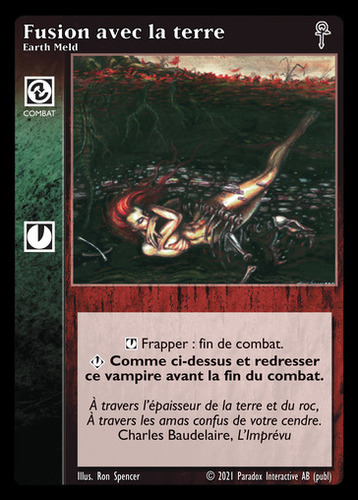 Fusion avec la terre
Earth Meld
COMBAT
Frapper : fin de combat.
Comme ci-dessus et redresser
ce vampire avant la fin du combat.
À travers l'épaisseur de la terre et du roc,
À travers les amas confus de votre cendre.
Charles Baudelaire, L'Imprévu
Illus. Ron Spencer
© 2021 Paradox Interactive AB (publ)